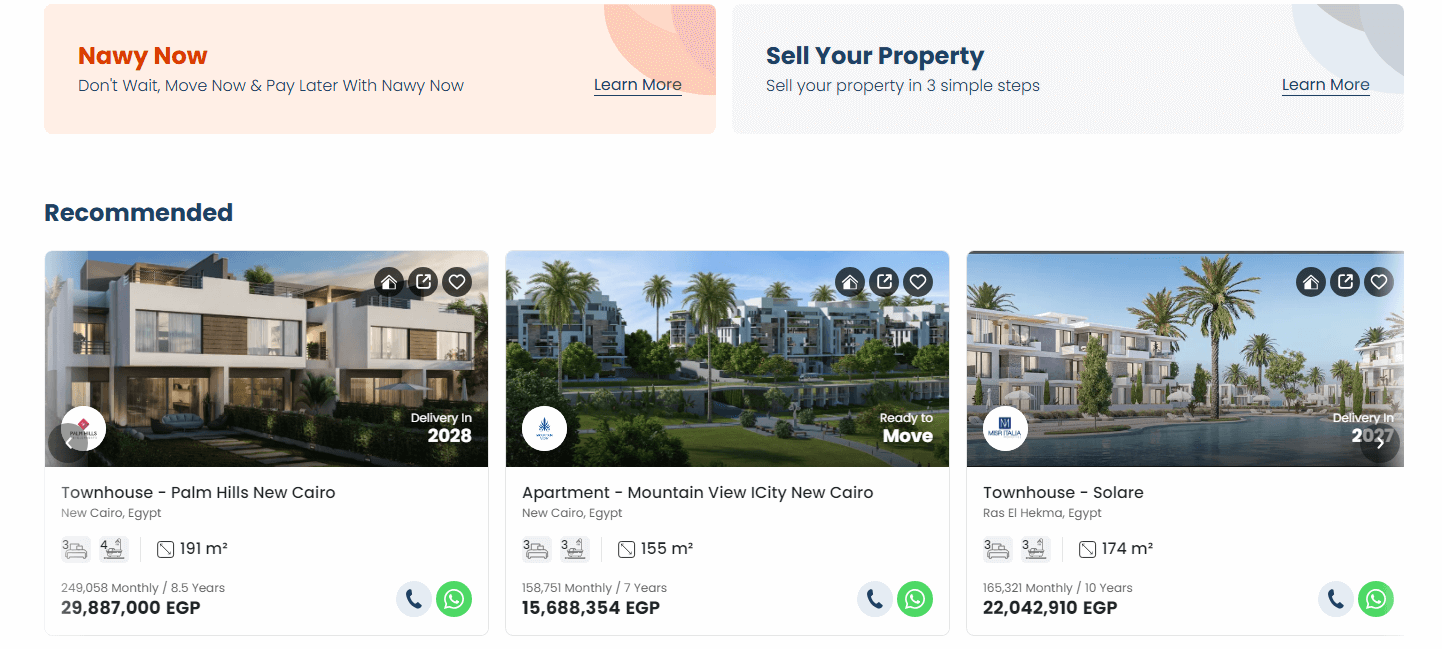 Nawy Now
Don't Wait, Move Now & Pay Later With Nawy Now
Learn More
Sell Your Property
Sell your property in 3 simple steps
Learn More
Recommended
PALM HILLS
Delivery In
2028
Townhouse - Palm Hills New Cairo
New Cairo, Egypt
3
4
191 m²
249,058 Monthly / 8.5 Years
29,887,000 EGP
MOUNTAIN
VIEW
Ready to
Move
Apartment - Mountain View ICity New Cairo
New Cairo, Egypt
3
3
155 m²
158,751 Monthly / 7 Years
15,688,354 EGP
MISR ITALIA
Delivery In
2027
Townhouse - Solare
Ras El Hekma, Egypt
3
3
174 m²
165,321 Monthly / 10 Years
22,042,910 EGP